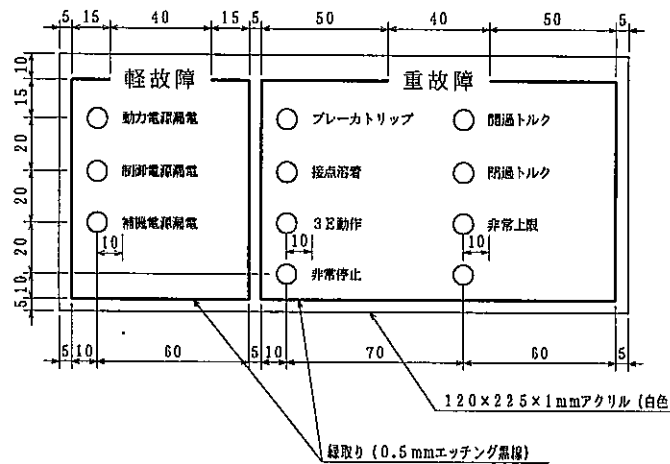 5 15 40 15 5 50 40 50 5
10 15 20 20 20 10 5
軽故障
重故障
動力電源漏電
ブレーカトリップ
開過トルク
制御電源漏電
接点溶着
閉過トルク
補機電源漏電
3E動作
非常上限
10
10
10
非常停止
5 10 60 5 10 70 60 5
120×225×1mmアクリル (白色
縁取り (0.5mmエッチング黒線)